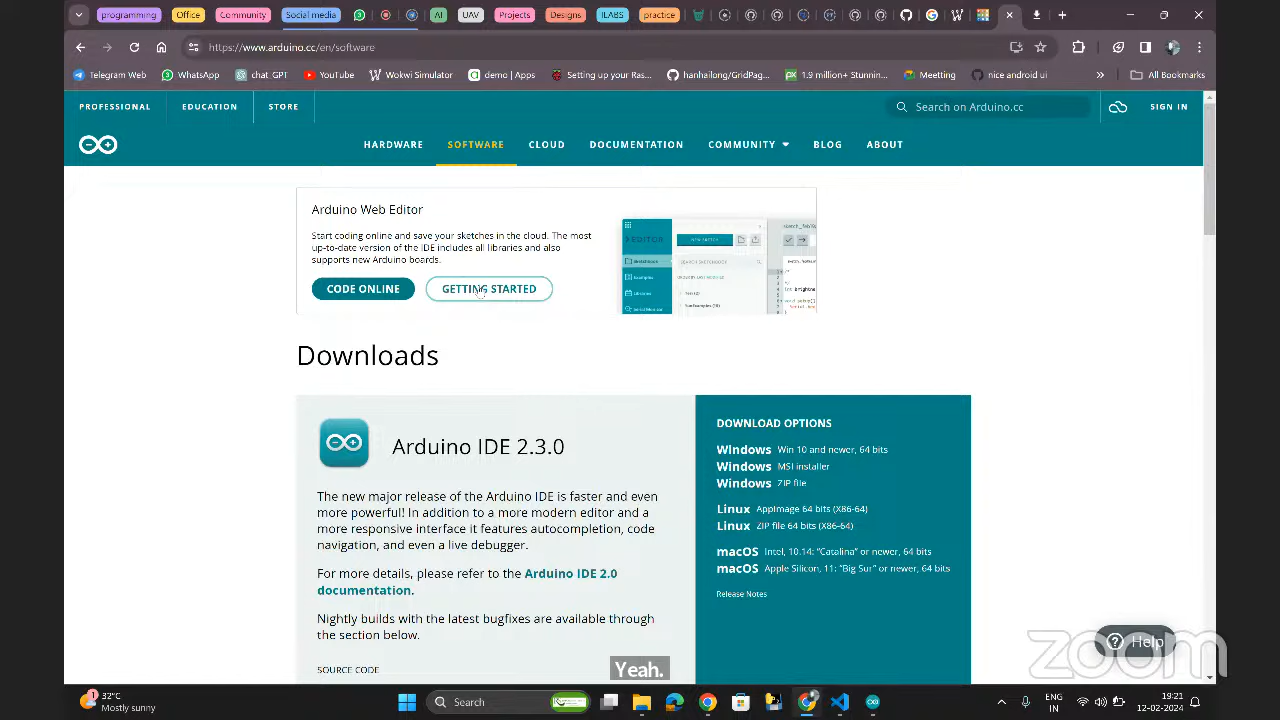 programming
Office
Community
Social media
AI
UAV
Projects
Designs
ILABS
practice
https://www.arduino.cc/en/software
Telegram Web
WhatsApp
chat_GPT
YouTube
Wokwi Simulator
demo | Apps
Setting up your Ras...
hanhailong/GridPag...
1.9 million+ Stunnin...
Meetting
nice android ui
All Bookmarks
PROFESSIONAL
EDUCATION
STORE
Search on Arduino.cc
SIGN IN
HARDWARE
SOFTWARE
CLOUD
DOCUMENTATION
COMMUNITY
BLOG
ABOUT
Arduino Web Editor
Start coding online and save your sketches in the cloud. The most
up-to-date version of the IDE includes all libraries and also
supports new Arduino boards.
CODE ONLINE
GETTING STARTED
EDITOR
NEW SKETCH
Downloads
Arduino IDE 2.3.0
The new major release of the Arduino IDE is faster and even
more powerful! In addition to a more modern editor and a
more responsive interface it features autocompletion, code
navigation, and even a live debugger.
For more details, please refer to the Arduino IDE 2.0
documentation.
Nightly builds with the latest bugfixes are available through
the section below.
SOURCE CODE
DOWNLOAD OPTIONS
Windows Win 10 and newer, 64 bits
Windows MSI installer
Windows ZIP file
Linux AppImage 64 bits (X86-64)
Linux ZIP file 64 bits (X86-64)
macOS Intel, 10.14: “Catalina” or newer, 64 bits
macOS Apple Silicon, 11: “Big Sur” or newer, 64 bits
Release Notes
Help
zoom
Yeah.
32°C
Mostly sunny
Search
ENG
IN
19:21
12-02-2024